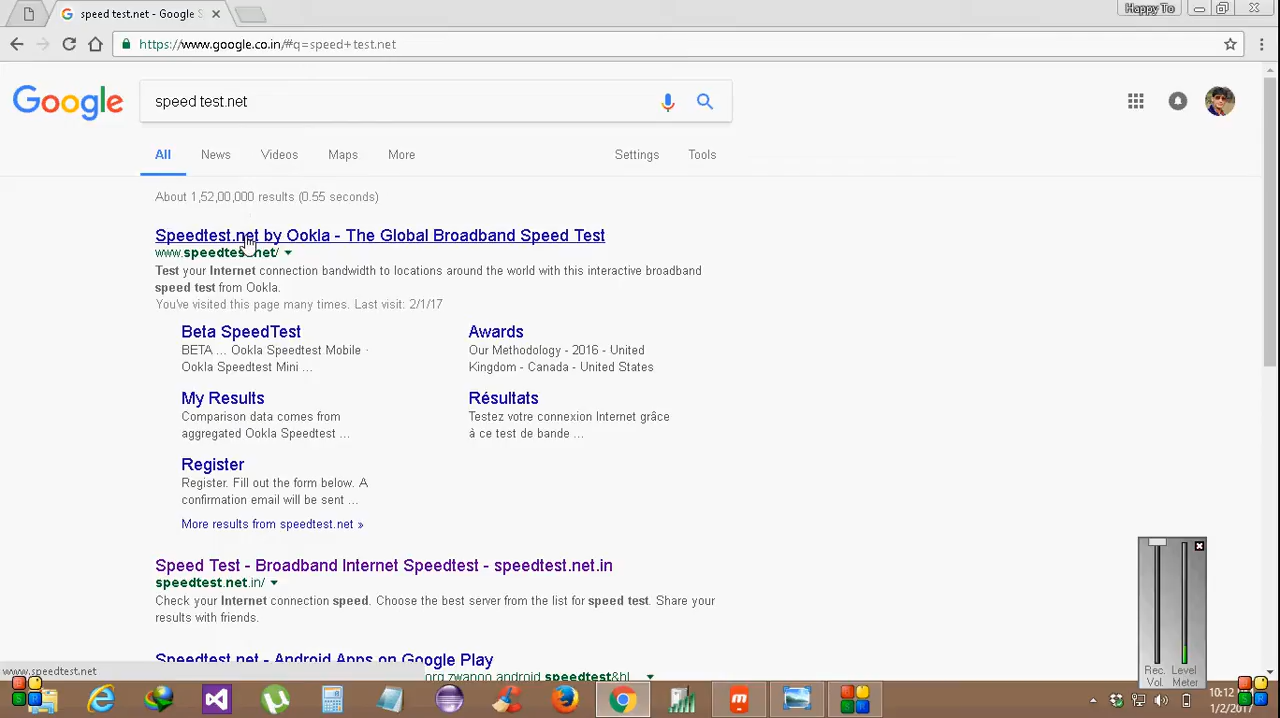 speed test.net - Google S
Happy To
https://www.google.co.in/#q=speed+test.net
Google
speed test.net
All News Videos Maps More Settings Tools
About 1,52,00,000 results (0.55 seconds)
Speedtest.net by Ookla - The Global Broadband Speed Test
www.speedtest.net/
Test your Internet connection bandwidth to locations around the world with this interactive broadband
speed test from Ookla.
You've visited this page many times. Last visit: 2/1/17
Beta SpeedTest
BETA ... Ookla Speedtest Mobile ·
Ookla Speedtest Mini ...
Awards
Our Methodology - 2016 - United
Kingdom - Canada - United States
My Results
Comparison data comes from
aggregated Ookla Speedtest ...
Résultats
Testez votre connexion Internet grâce
à ce test de bande ...
Register
Register. Fill out the form below. A
confirmation email will be sent ...
More results from speedtest.net »
Speed Test - Broadband Internet Speedtest - speedtest.net.in
speedtest.net.in/
Check your Internet connection speed. Choose the best server from the list for speed test. Share your
results with friends.
Speedtest.net - Android Apps on Google Play
org.zwanoo.android.speedtest&hl
www.speedtest.net
Rec. Level
Vol. Meter
10:12
1/2/2017